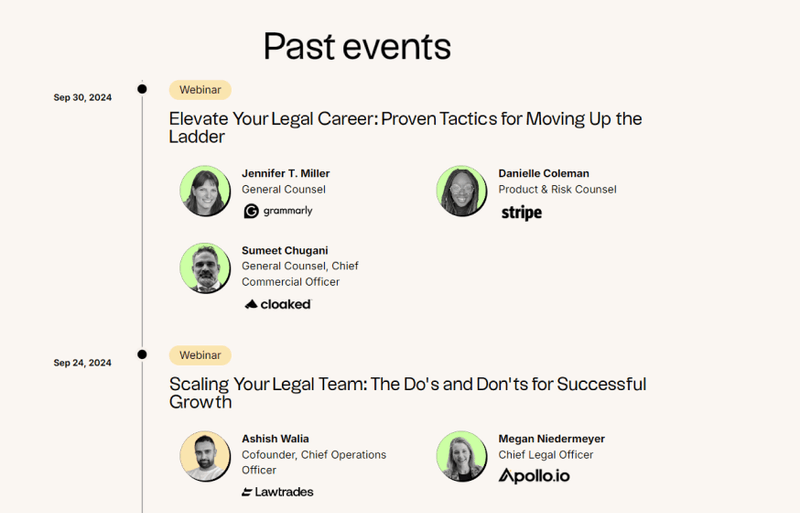 Past events
Sep 30, 2024
Webinar
Elevate Your Legal Career: Proven Tactics for Moving Up the
Ladder
Jennifer T. Miller
General Counsel
grammarly
Danielle Coleman
Product & Risk Counsel
stripe
Sumeet Chugani
General Counsel, Chief
Commercial Officer
cloaked
Sep 24, 2024
Webinar
Scaling Your Legal Team: The Do's and Don'ts for Successful
Growth
Ashish Walia
Cofounder, Chief Operations
Officer
Lawtrades
Megan Niedermeyer
Chief Legal Officer
Apollo.io